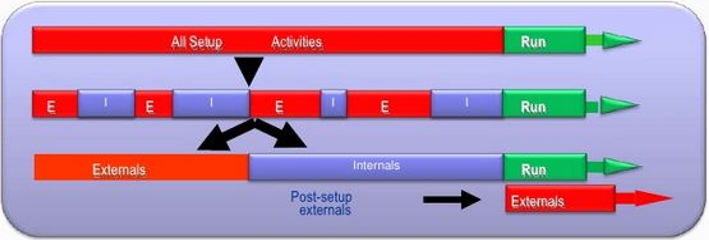 All Setup Activities Run
E I E I E I E I Run
Externals Internals Run
Post-setup
externals
Externals